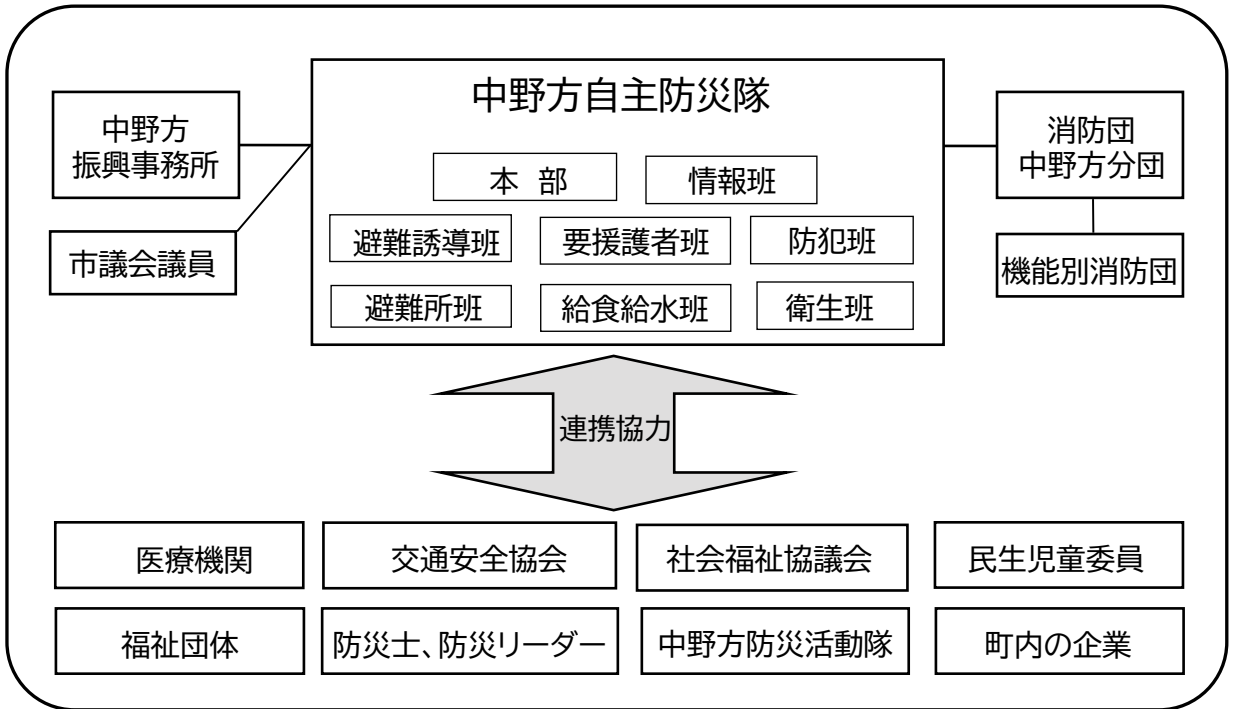 中野方自主防災隊
中野方
振興事務所
市議会議員
本 部
情報班
避難誘導班
要援護者班
防犯班
避難所班
給食給水班
衛生班
消防団
中野方分団
機能別消防団
連携協力
医療機関
交通安全協会
社会福祉協議会
民生児童委員
福祉団体
防災士、防災リーダー
中野方防災活動隊
町内の企業